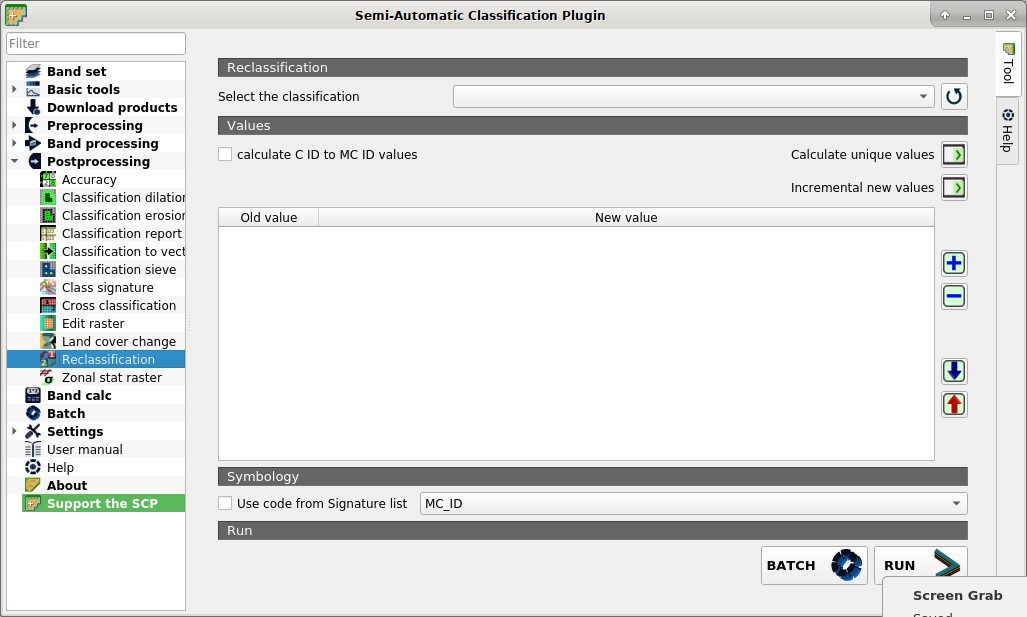 Semi-Automatic Classification Plugin
Filter
Band set
Basic tools
Download products
Preprocessing
Band processing
Postprocessing
Accuracy
Classification dilation
Classification erosion
Classification report
Classification to vect
Classification sieve
Class signature
Cross classification
Edit raster
Land cover change
Reclassification
Zonal stat raster
Band calc
Batch
Settings
User manual
Help
About
Support the SCP
Reclassification
Select the classification
Values
calculate C ID to MC ID values
Calculate unique values
Incremental new values
Old value New value
Symbology
Use code from Signature list MC_ID
Run
BATCH RUN
Tool
Help
Screen Grab
Saved